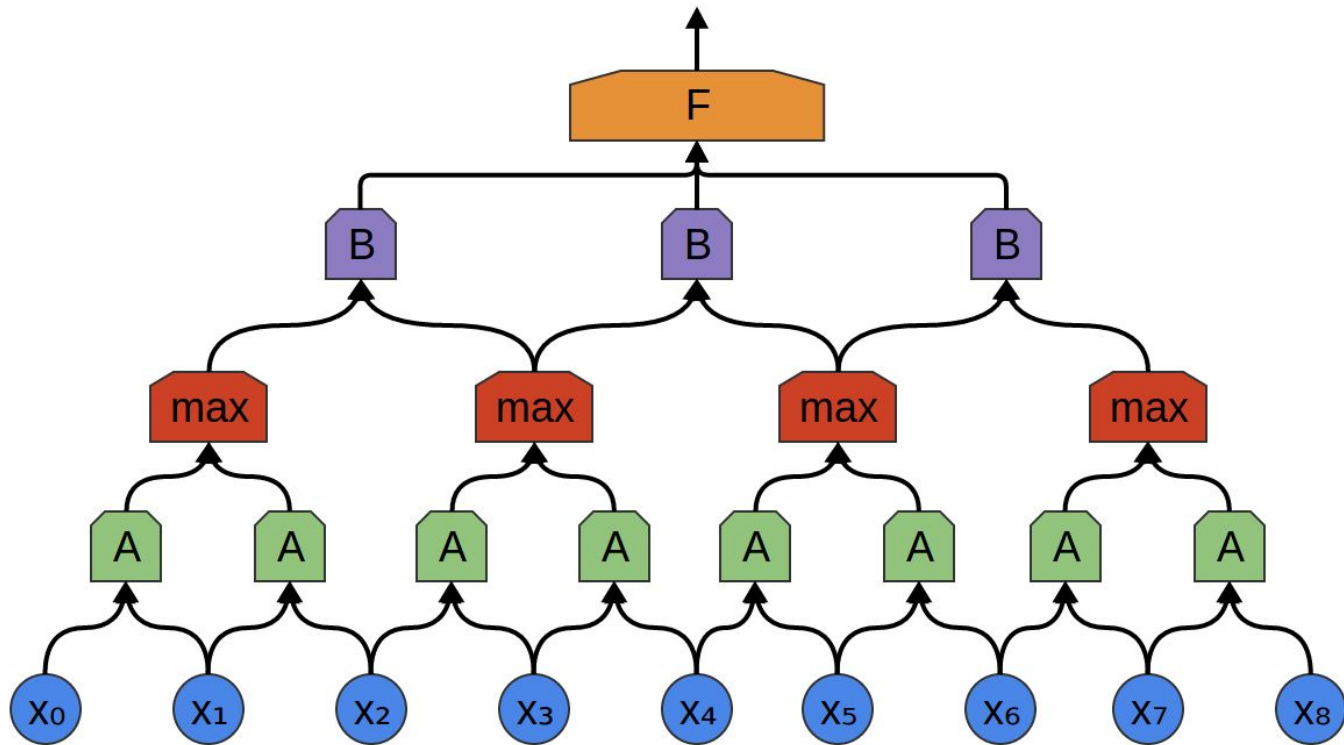 F
B B B
max max max max
A A A A A A A A
x₀ x₁ x₂ x₃ x₄ x₅ x₆ x₇ x₈